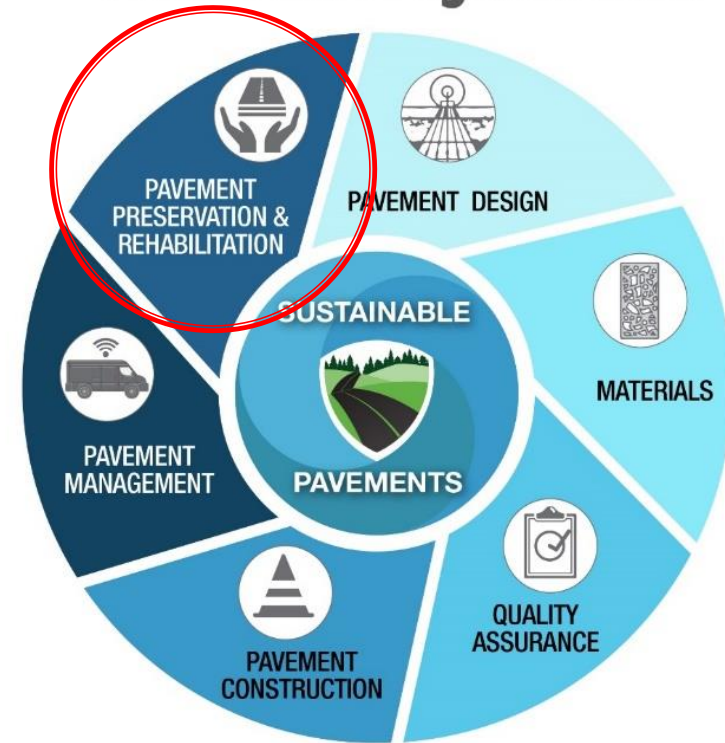 PAVEMENT
PRESERVATION &
REHABILITATION
PAVEMENT DESIGN
SUSTAINABLE
PAVEMENTS
MATERIALS
PAVEMENT
MANAGEMENT
QUALITY
ASSURANCE
PAVEMENT
CONSTRUCTION